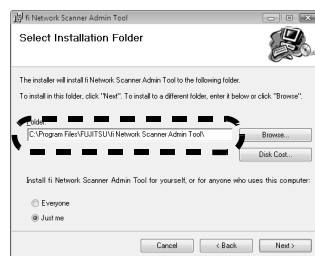 fi Network Scanner Admin Tool
Select Installation Folder
The installer will install fi Network Scanner Admin Tool to the following folder.
To install in this folder, click "Next". To install to a different folder, enter it below or click "Browse".
Folder:
C:\Program Files\FUJITSU\fi Network Scanner Admin Tool\
Browse...
Disk Cost...
Install fi Network Scanner Admin Tool for yourself, or for anyone who uses this computer:
Everyone
Just me
Cancel
< Back
Next >